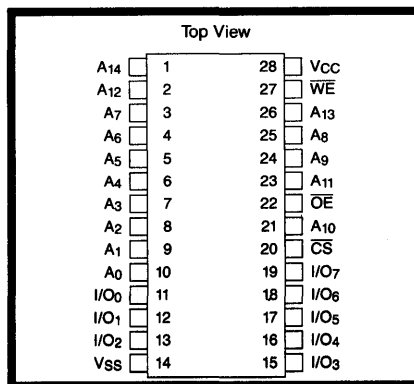 Top View
A14 1 28 VCC
A12 2 27 WE
A7 3 26 A13
A6 4 25 A8
A5 5 24 A9
A4 6 23 A11
A3 7 22 OE
A2 8 21 A10
A1 9 20 CS
A0 10 19 I/O7
I/O0 11 18 I/O6
I/O1 12 17 I/O5
I/O2 13 16 I/O4
VSS 14 15 I/O3